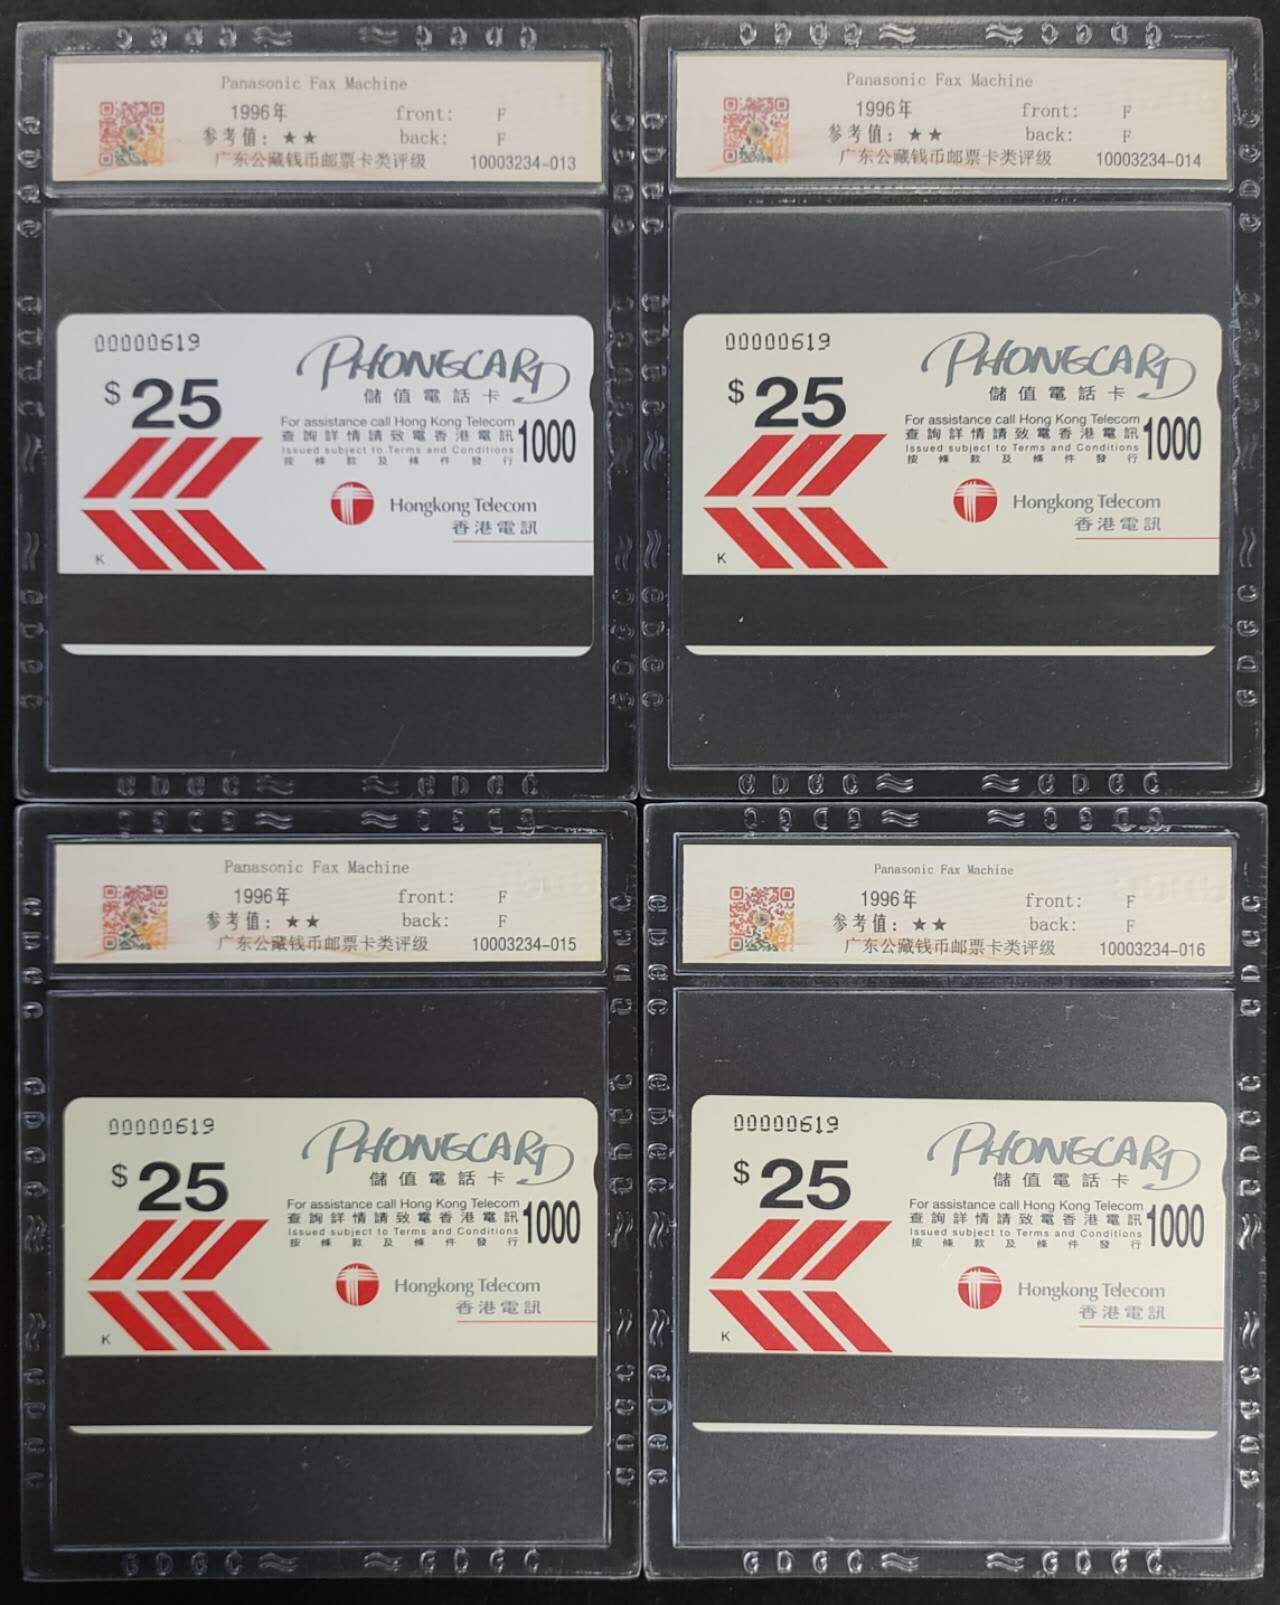 Panasonic Fax Machine
1996年 front: F
参考值：★★ back: F
广东公藏钱币邮票卡类评级 10003234-013
00000619
PHONECARD
$25
儲值電話卡
For assistance call Hong Kong Telecom
查詢詳情請致電香港電訊
1000
Issued subject to Terms and Conditions
按條款及條件發行
Hongkong Telecom
香港電訊
K
GDGC GDGC
Panasonic Fax Machine
1996年 front: F
参考值：★★ back: F
广东公藏钱币邮票卡类评级 10003234-014
00000619
PHONECARD
$25
儲值電話卡
For assistance call Hong Kong Telecom
查詢詳情請致電香港電訊
1000
Issued subject to Terms and Conditions
按條款及條件發行
Hongkong Telecom
香港電訊
K
GDGC GDGC
Panasonic Fax Machine
1996年 front: F
参考值：★★ back: F
广东公藏钱币邮票卡类评级 10003234-015
00000619
PHONECARD
$25
儲值電話卡
For assistance call Hong Kong Telecom
查詢詳情請致電香港電訊
1000
Issued subject to Terms and Conditions
按條款及條件發行
Hongkong Telecom
香港電訊
K
GDGC GDGC
Panasonic Fax Machine
1996年 front: F
参考值：★★ back: F
广东公藏钱币邮票卡类评级 10003234-016
00000619
PHONECARD
$25
儲值電話卡
For assistance call Hong Kong Telecom
查詢詳情請致電香港電訊
1000
Issued subject to Terms and Conditions
按條款及條件發行
Hongkong Telecom
香港電訊
K
GDGC GDGC